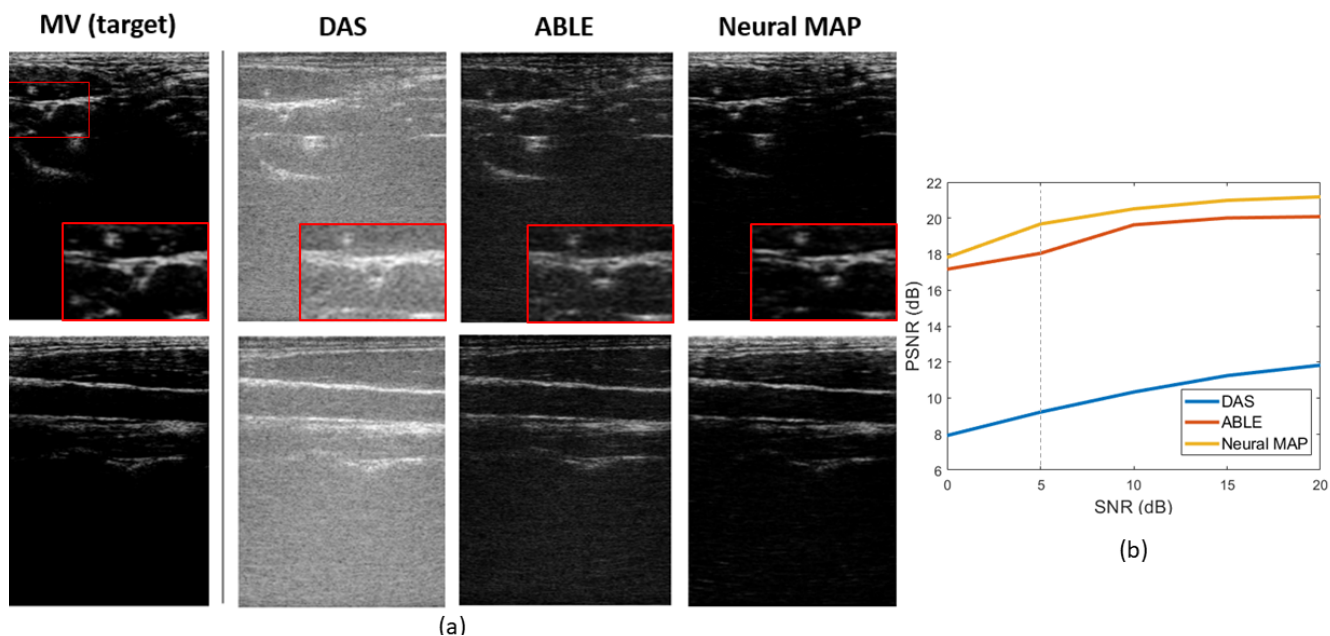 MV (target)
DAS
ABLE
Neural MAP
(a)
22
20
18
16
14
12
10
8
6
PSNR (dB)
0
5
10
15
20
SNR (dB)
DAS
ABLE
Neural MAP
(b)